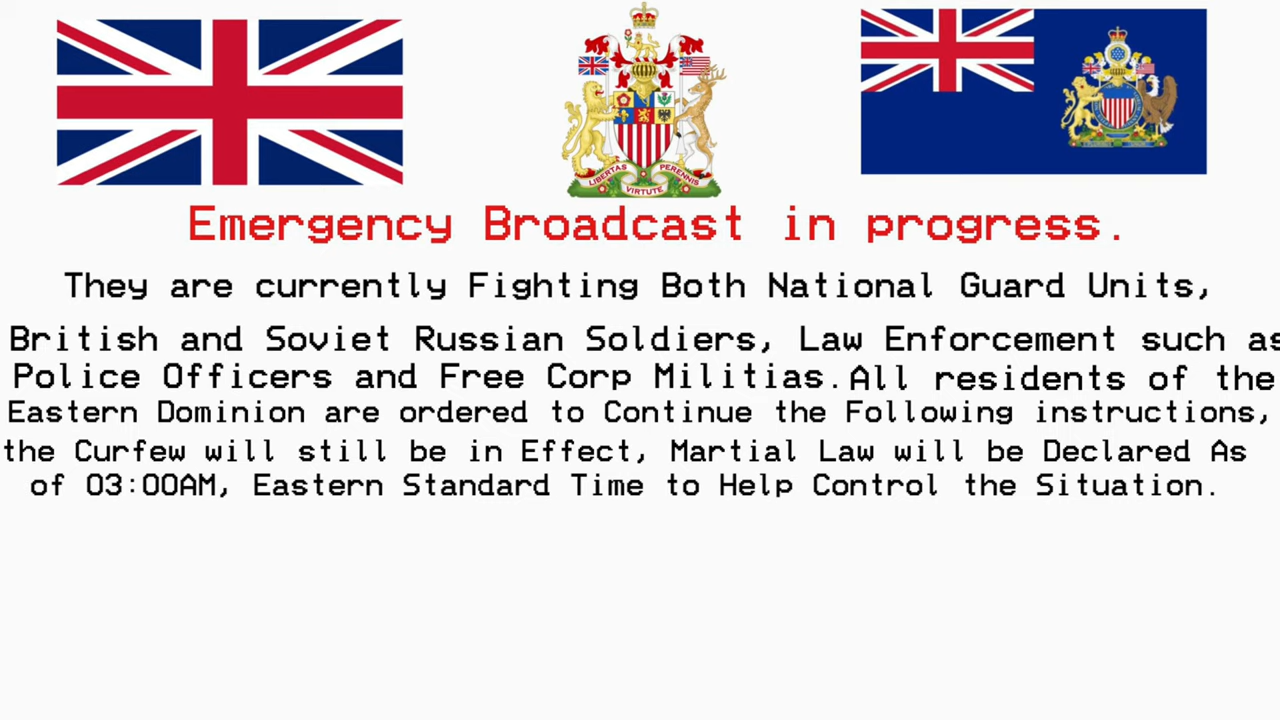 LIBERTAS PERENNIS
VIRTUTE
Emergency Broadcast in progress.
They are currently Fighting Both National Guard Units,
British and Soviet Russian Soldiers, Law Enforcement such as
Police Officers and Free Corp Militias.All residents of the
Eastern Dominion are ordered to Continue the Following instructions,
the Curfew will still be in Effect, Martial Law will be Declared As
of 03:00AM, Eastern Standard Time to Help Control the Situation.